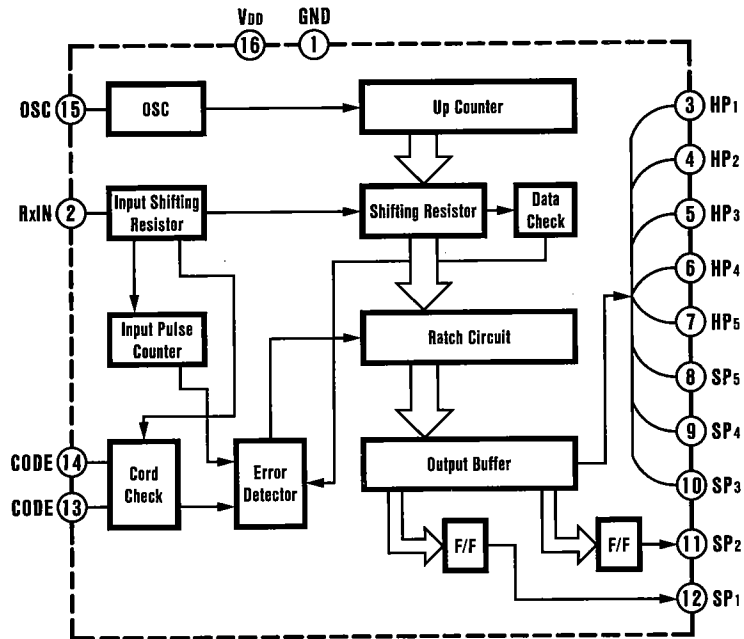 VDD GND
16 1
OSC 15 OSC Up Counter 3 HP1
4 HP2
RxIN 2 Input Shifting Resistor Shifting Resistor Data Check 5 HP3
6 HP4
Input Pulse Counter Ratch Circuit 7 HP5
8 SP5
9 SP4
CODE 14 Cord Check Error Detector Output Buffer 10 SP3
CODE 13
F/F F/F 11 SP2
12 SP1